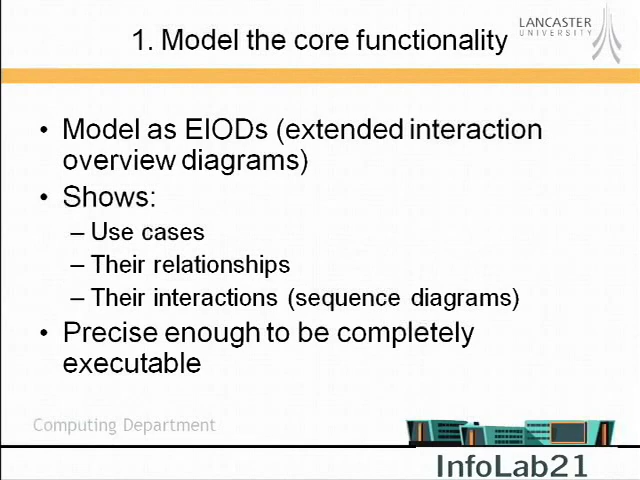 1. Model the core functionality
LANCASTER
UNIVERSITY
• Model as EIODs (extended interaction
overview diagrams)
• Shows:
– Use cases
– Their relationships
– Their interactions (sequence diagrams)
• Precise enough to be completely
executable
Computing Department
InfoLab21